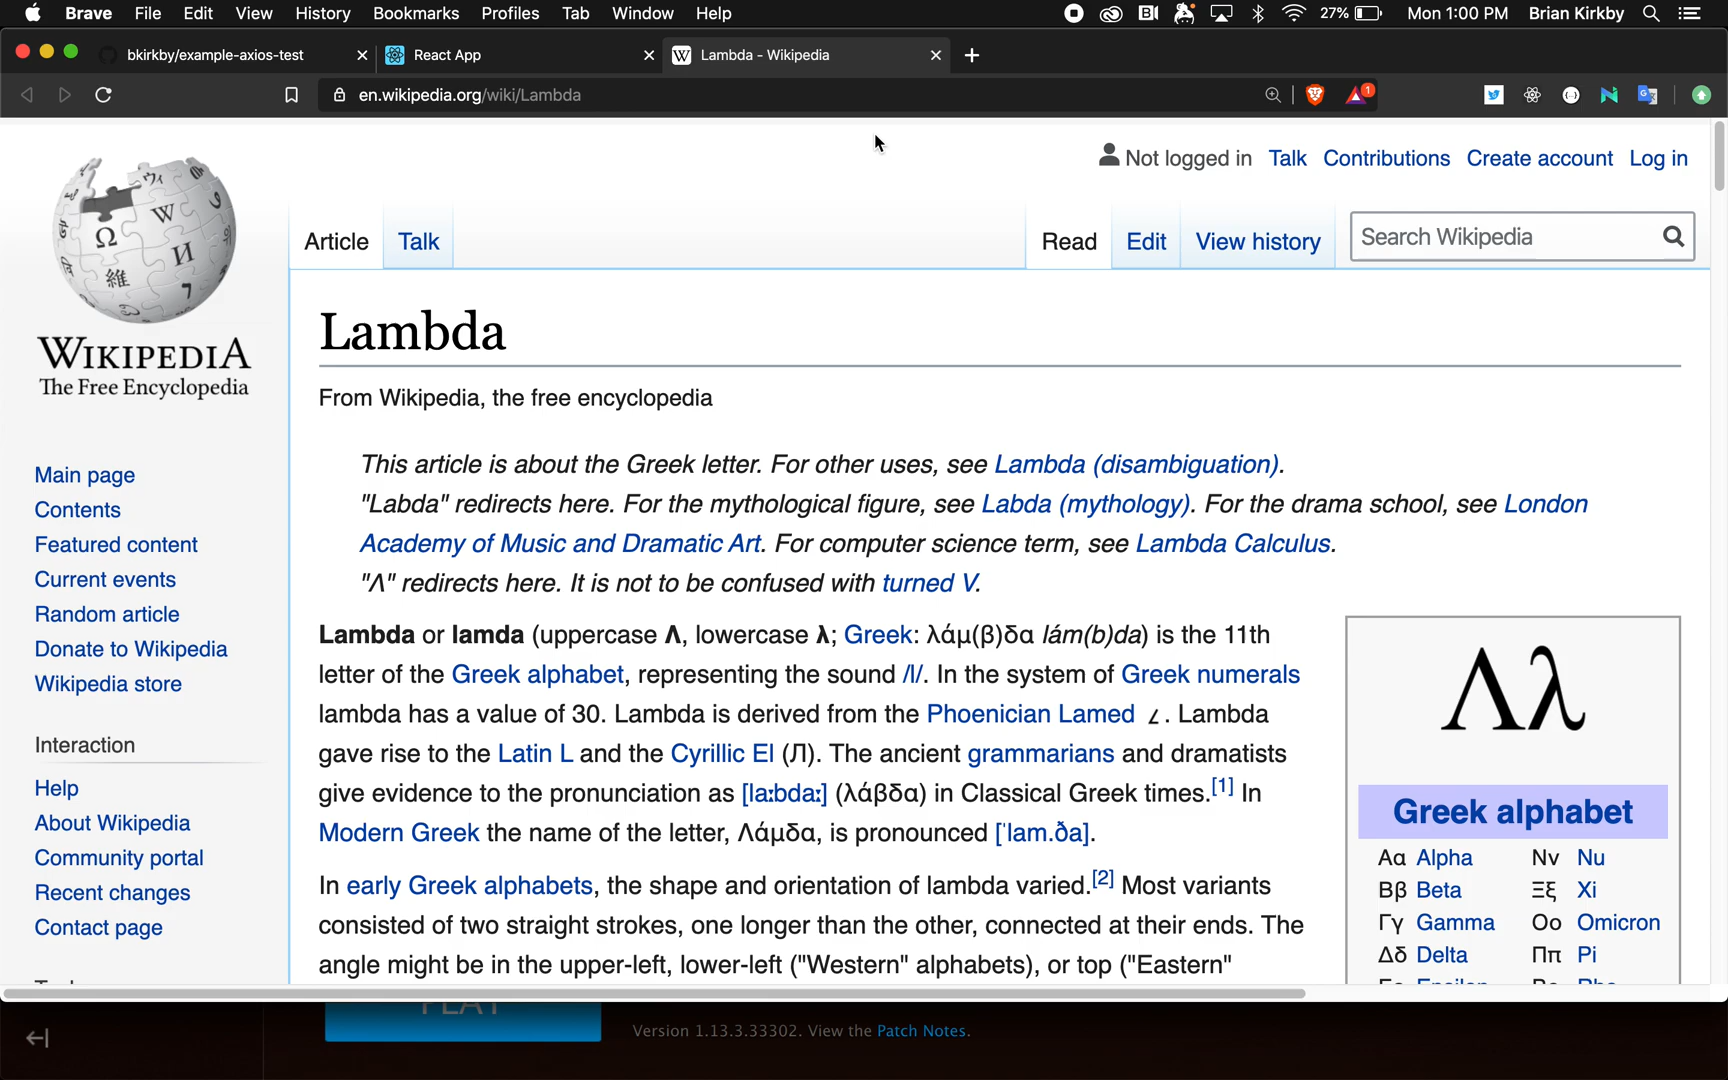 Brave File Edit View History Bookmarks Profiles Tab Window Help 27% Mon 1:00 PM Brian Kirkby
bkirkby/example-axios-test React App Lambda - Wikipedia
en.wikipedia.org/wiki/Lambda 1
Not logged in Talk Contributions Create account Log in
Article Talk Read Edit View history Search Wikipedia
WIKIPEDIA
The Free Encyclopedia
Main page
Contents
Featured content
Current events
Random article
Donate to Wikipedia
Wikipedia store
Interaction
Help
About Wikipedia
Community portal
Recent changes
Contact page
Lambda
From Wikipedia, the free encyclopedia
This article is about the Greek letter. For other uses, see Lambda (disambiguation).
"Labda" redirects here. For the mythological figure, see Labda (mythology). For the drama school, see London
Academy of Music and Dramatic Art. For computer science term, see Lambda Calculus.
"Λ" redirects here. It is not to be confused with turned V.
Lambda or lamda (uppercase Λ, lowercase λ; Greek: λάμ(β)δα lám(b)da) is the 11th
letter of the Greek alphabet, representing the sound /l/. In the system of Greek numerals
lambda has a value of 30. Lambda is derived from the Phoenician Lamed 𐤋. Lambda
gave rise to the Latin L and the Cyrillic El (Л). The ancient grammarians and dramatists
give evidence to the pronunciation as [laːbdaː] (λάβδα) in Classical Greek times.[1] In
Modern Greek the name of the letter, Λάμδα, is pronounced [ˈlam.ða].
In early Greek alphabets, the shape and orientation of lambda varied.[2] Most variants
consisted of two straight strokes, one longer than the other, connected at their ends. The
angle might be in the upper-left, lower-left ("Western" alphabets), or top ("Eastern"
Λλ
Greek alphabet
Αα Alpha Νν Nu
Ββ Beta Ξξ Xi
Γγ Gamma Οο Omicron
Δδ Delta Ππ Pi
Version 1.13.3.33302. View the Patch Notes.